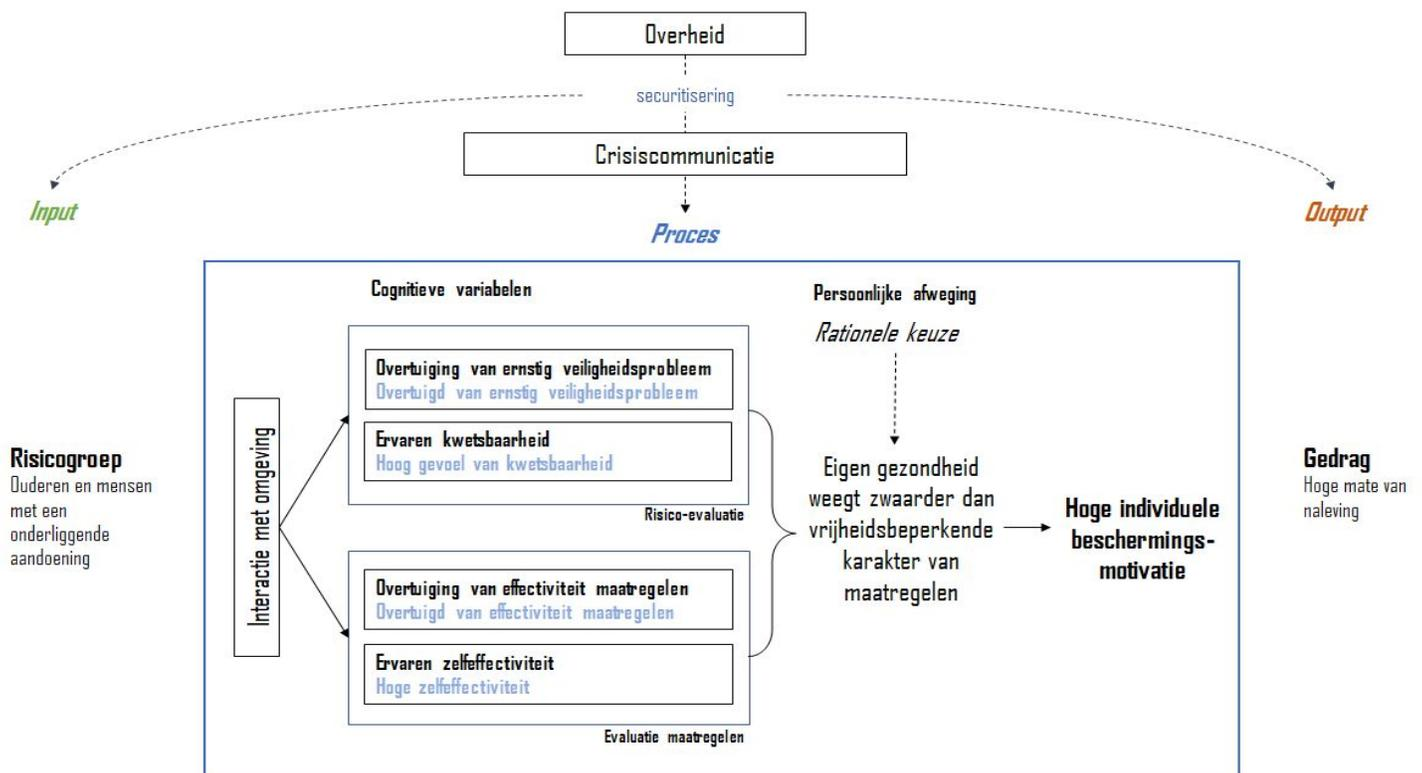 Overheid
securitisering
Crisiscommunicatie
Input
Output
Proces
Cognitieve variabelen
Persoonlijke afweging
Rationele keuze
Risicogroep
Ouderen en mensen
met een
onderliggende
aandoening
Interactie met omgeving
Overtuiging van ernstig veiligheidsprobleem
Overtuigd van ernstig veiligheidsprobleem
Ervaren kwetsbaarheid
Hoog gevoel van kwetsbaarheid
Risico-evaluatie
Overtuiging van effectiviteit maatregelen
Overtuigd van effectiviteit maatregelen
Ervaren zelfeffectiviteit
Hoge zelfeffectiviteit
Evaluatie maatregelen
Eigen gezondheid
weegt zwaarder dan
vrijheidsbeperkende
karakter van
maatregelen
Hoge individuele
beschermings-
motivatie
Gedrag
Hoge mate van
naleving